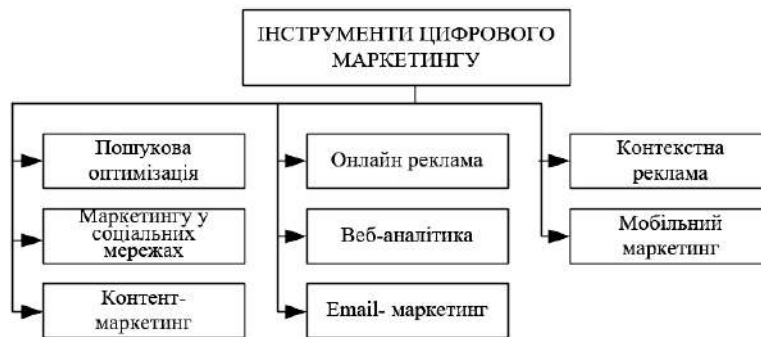 ІНСТРУМЕНТИ ЦИФРОВОГО
МАРКЕТИНГУ
Пошукова
оптимізація
Маркетингу у
соціальних
мережах
Контент-
маркетинг
Онлайн реклама
Веб-аналітика
Email- маркетинг
Контекстна
реклама
Мобільний
маркетинг